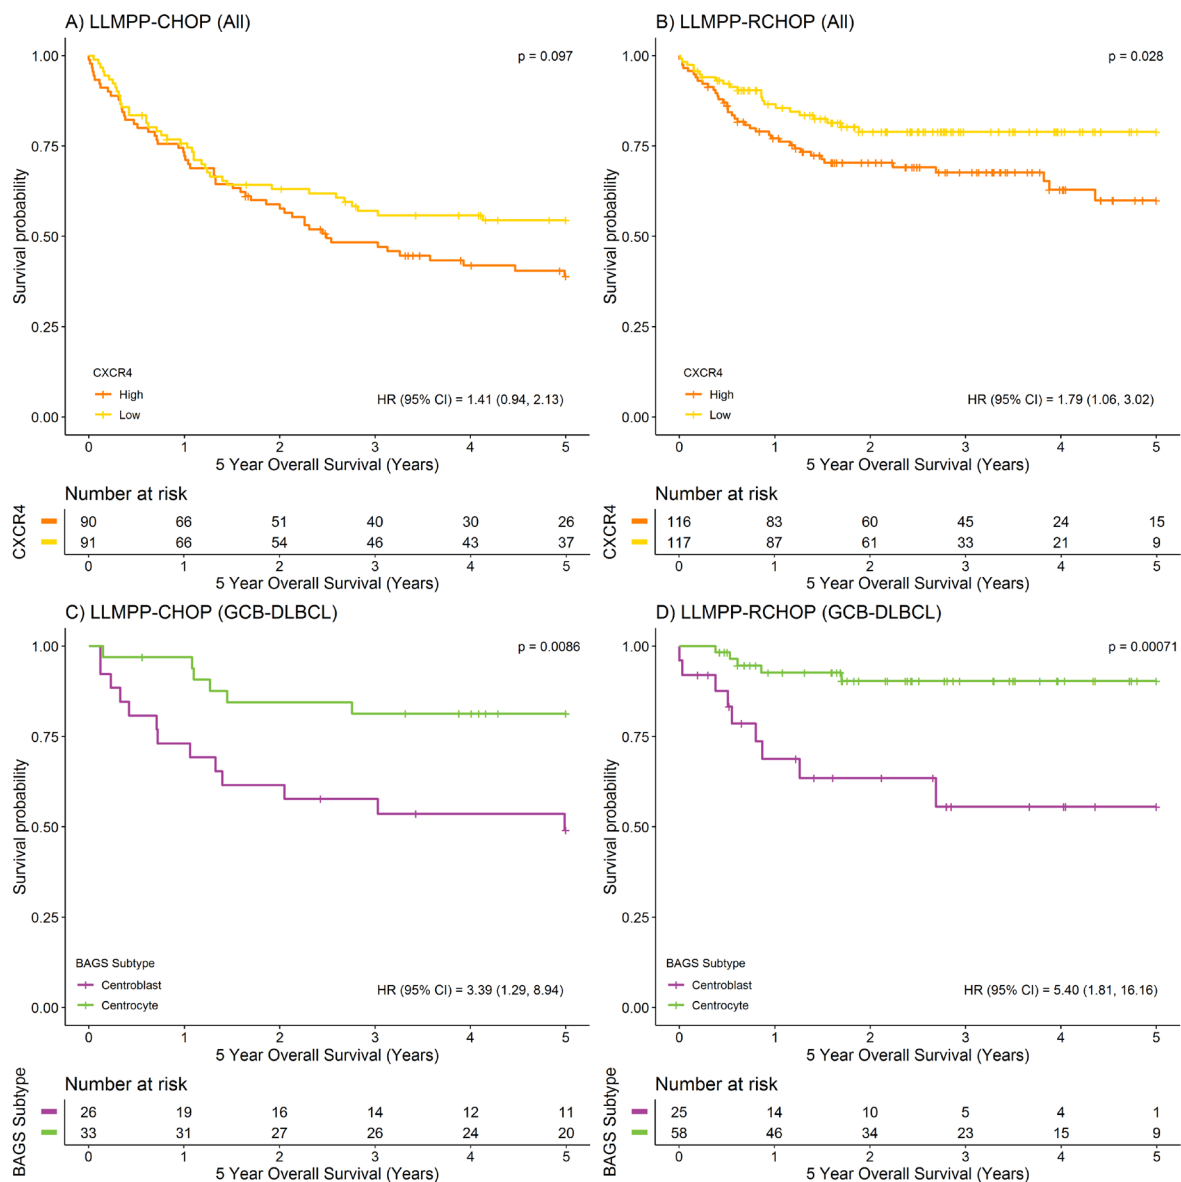 A) LLMPP-CHOP (All)
p = 0.097
1.00
0.75
0.50
0.25
0.00
Survival probability
CXCR4
High
Low
HR (95% CI) = 1.41 (0.94, 2.13)
0 1 2 3 4 5
5 Year Overall Survival (Years)
Number at risk
CXCR4
90 66 51 40 30 26
91 66 54 46 43 37
0 1 2 3 4 5
5 Year Overall Survival (Years)
B) LLMPP-RCHOP (All)
p = 0.028
1.00
0.75
0.50
0.25
0.00
Survival probability
CXCR4
High
Low
HR (95% CI) = 1.79 (1.06, 3.02)
0 1 2 3 4 5
5 Year Overall Survival (Years)
Number at risk
CXCR4
116 83 60 45 24 15
117 87 61 33 21 9
0 1 2 3 4 5
5 Year Overall Survival (Years)
C) LLMPP-CHOP (GCB-DLBCL)
p = 0.0086
1.00
0.75
0.50
0.25
0.00
Survival probability
BAGS Subtype
Centroblast
Centrocyte
HR (95% CI) = 3.39 (1.29, 8.94)
0 1 2 3 4 5
5 Year Overall Survival (Years)
Number at risk
BAGS Subtype
26 19 16 14 12 11
33 31 27 26 24 20
0 1 2 3 4 5
5 Year Overall Survival (Years)
D) LLMPP-RCHOP (GCB-DLBCL)
p = 0.00071
1.00
0.75
0.50
0.25
0.00
Survival probability
BAGS Subtype
Centroblast
Centrocyte
HR (95% CI) = 5.40 (1.81, 16.16)
0 1 2 3 4 5
5 Year Overall Survival (Years)
Number at risk
BAGS Subtype
25 14 10 5 4 1
58 46 34 23 15 9
0 1 2 3 4 5
5 Year Overall Survival (Years)